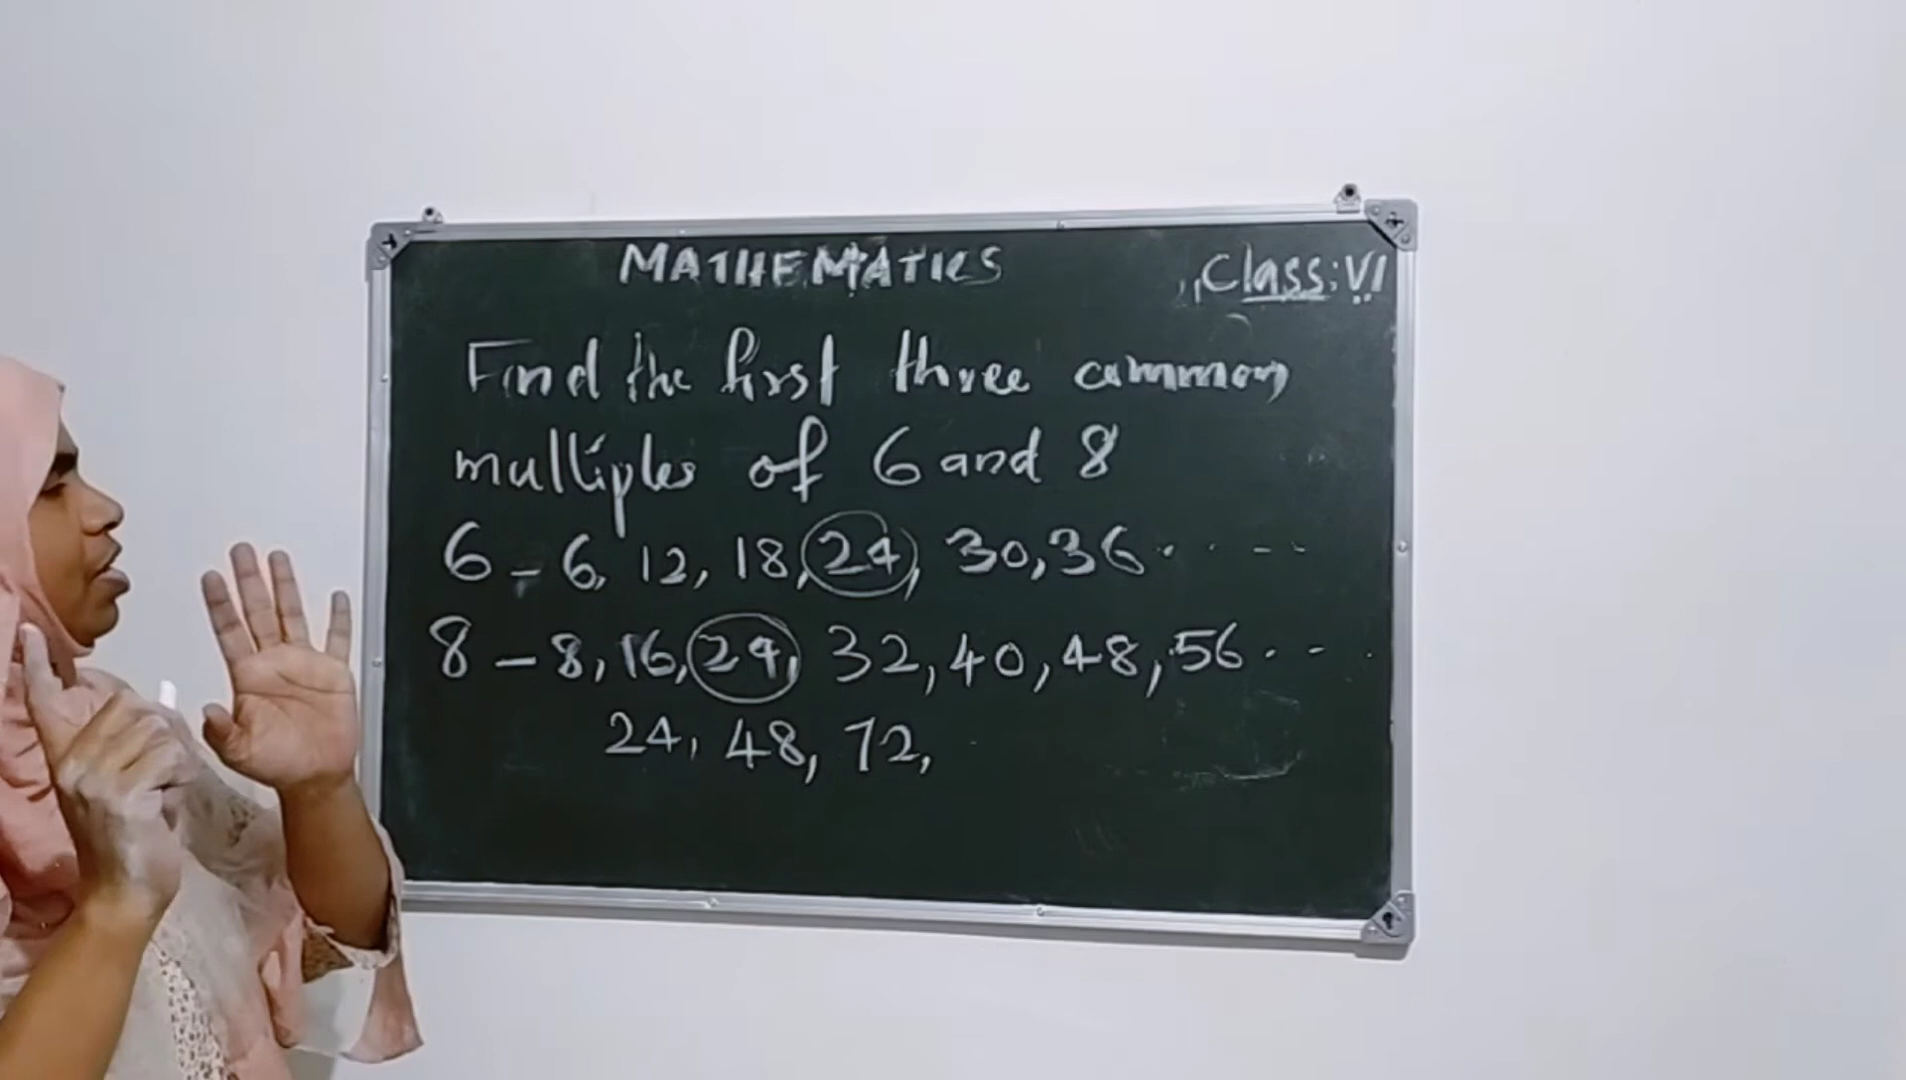 MATHEMATICS
Class: VI
Find the first three common
multiples of 6 and 8
6 - 6, 12, 18, 24, 30, 36 . . - -
8 - 8, 16, 24, 32, 40, 48, 56 . - - .
24, 48, 72,